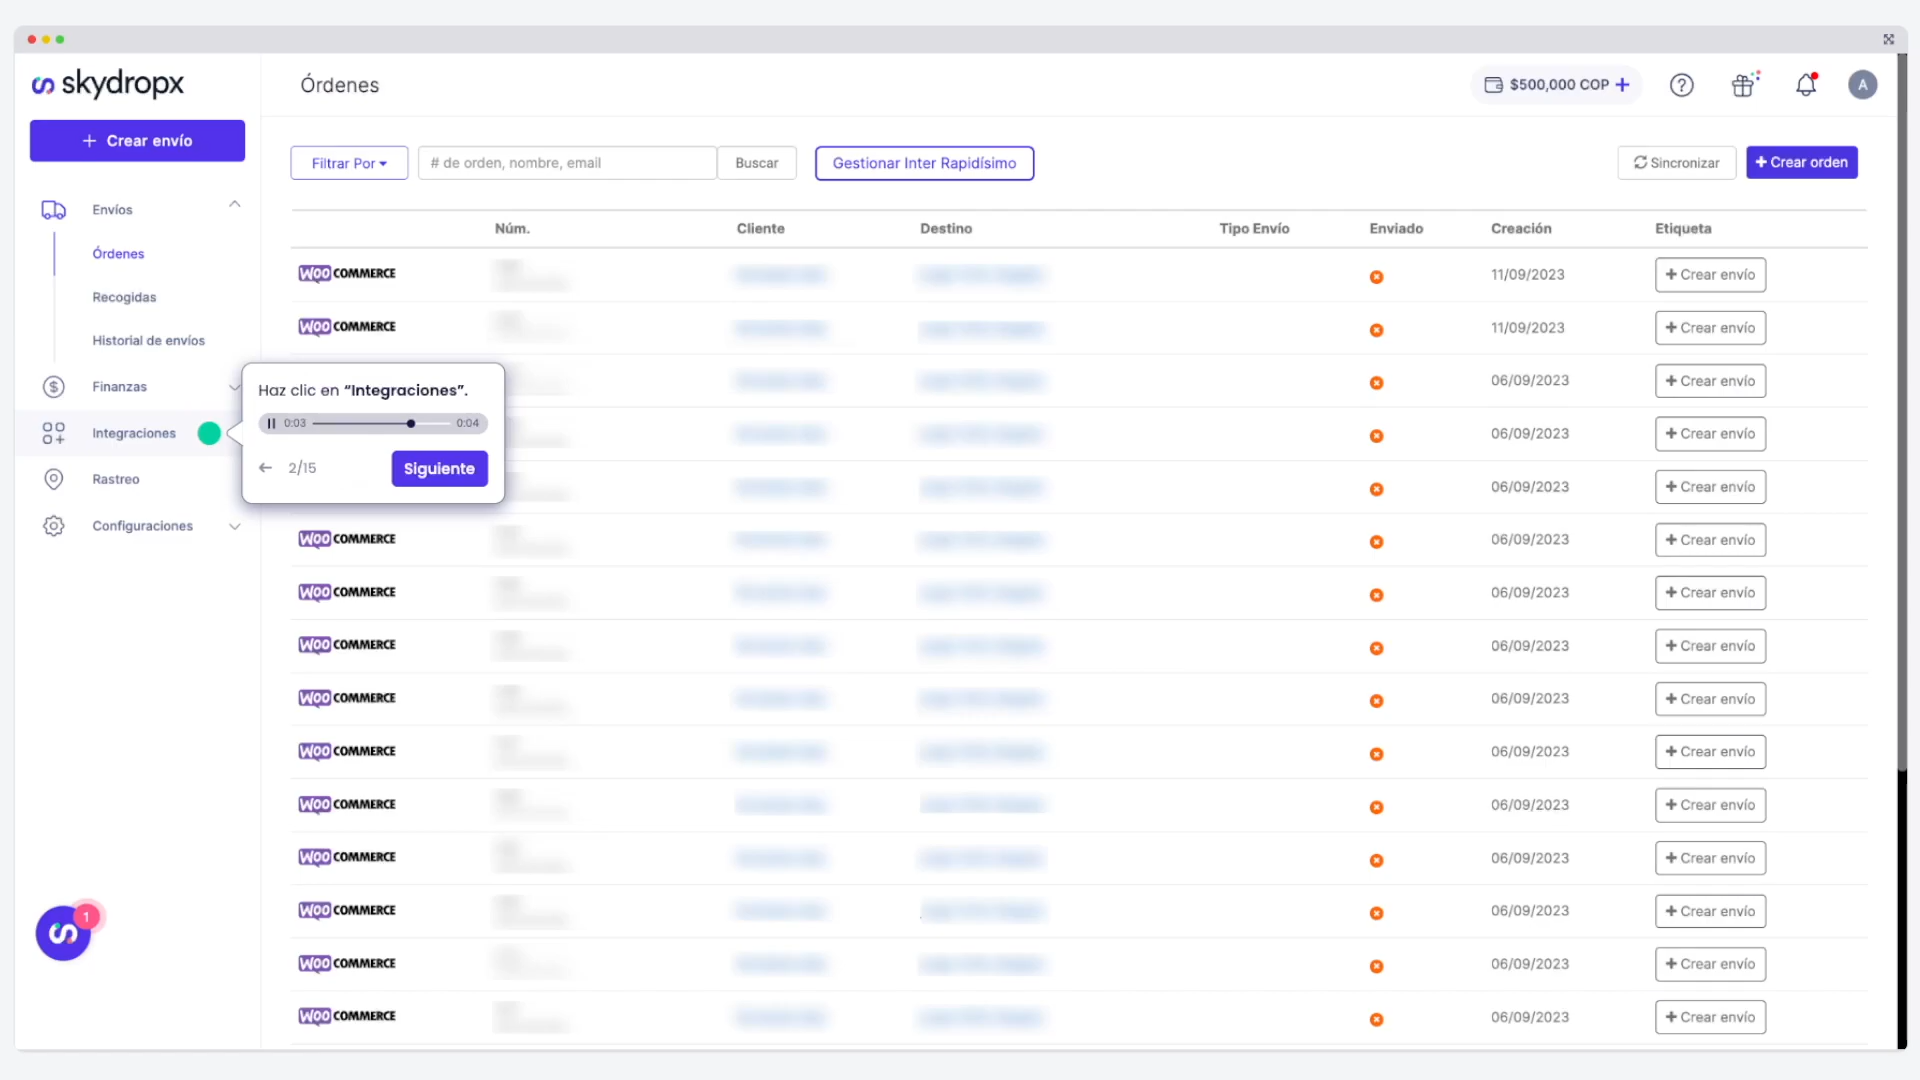 skydropx
Órdenes
$500,000 COP +
A
+ Crear envío
Filtrar Por
# de orden, nombre, email
Buscar
Gestionar Inter Rapidísimo
Sincronizar
+ Crear orden
Envíos
Órdenes
Recogidas
Historial de envíos
Finanzas
Integraciones
Rastreo
Configuraciones
Haz clic en “Integraciones”.
0:03
0:04
2/15
Siguiente
1
Núm. Cliente Destino Tipo Envío Enviado Creación Etiqueta
WOO COMMERCE 11/09/2023 + Crear envío
WOO COMMERCE 11/09/2023 + Crear envío
06/09/2023 + Crear envío
06/09/2023 + Crear envío
06/09/2023 + Crear envío
WOO COMMERCE 06/09/2023 + Crear envío
WOO COMMERCE 06/09/2023 + Crear envío
WOO COMMERCE 06/09/2023 + Crear envío
WOO COMMERCE 06/09/2023 + Crear envío
WOO COMMERCE 06/09/2023 + Crear envío
WOO COMMERCE 06/09/2023 + Crear envío
WOO COMMERCE 06/09/2023 + Crear envío
WOO COMMERCE 06/09/2023 + Crear envío
WOO COMMERCE 06/09/2023 + Crear envío
WOO COMMERCE 06/09/2023 + Crear envío